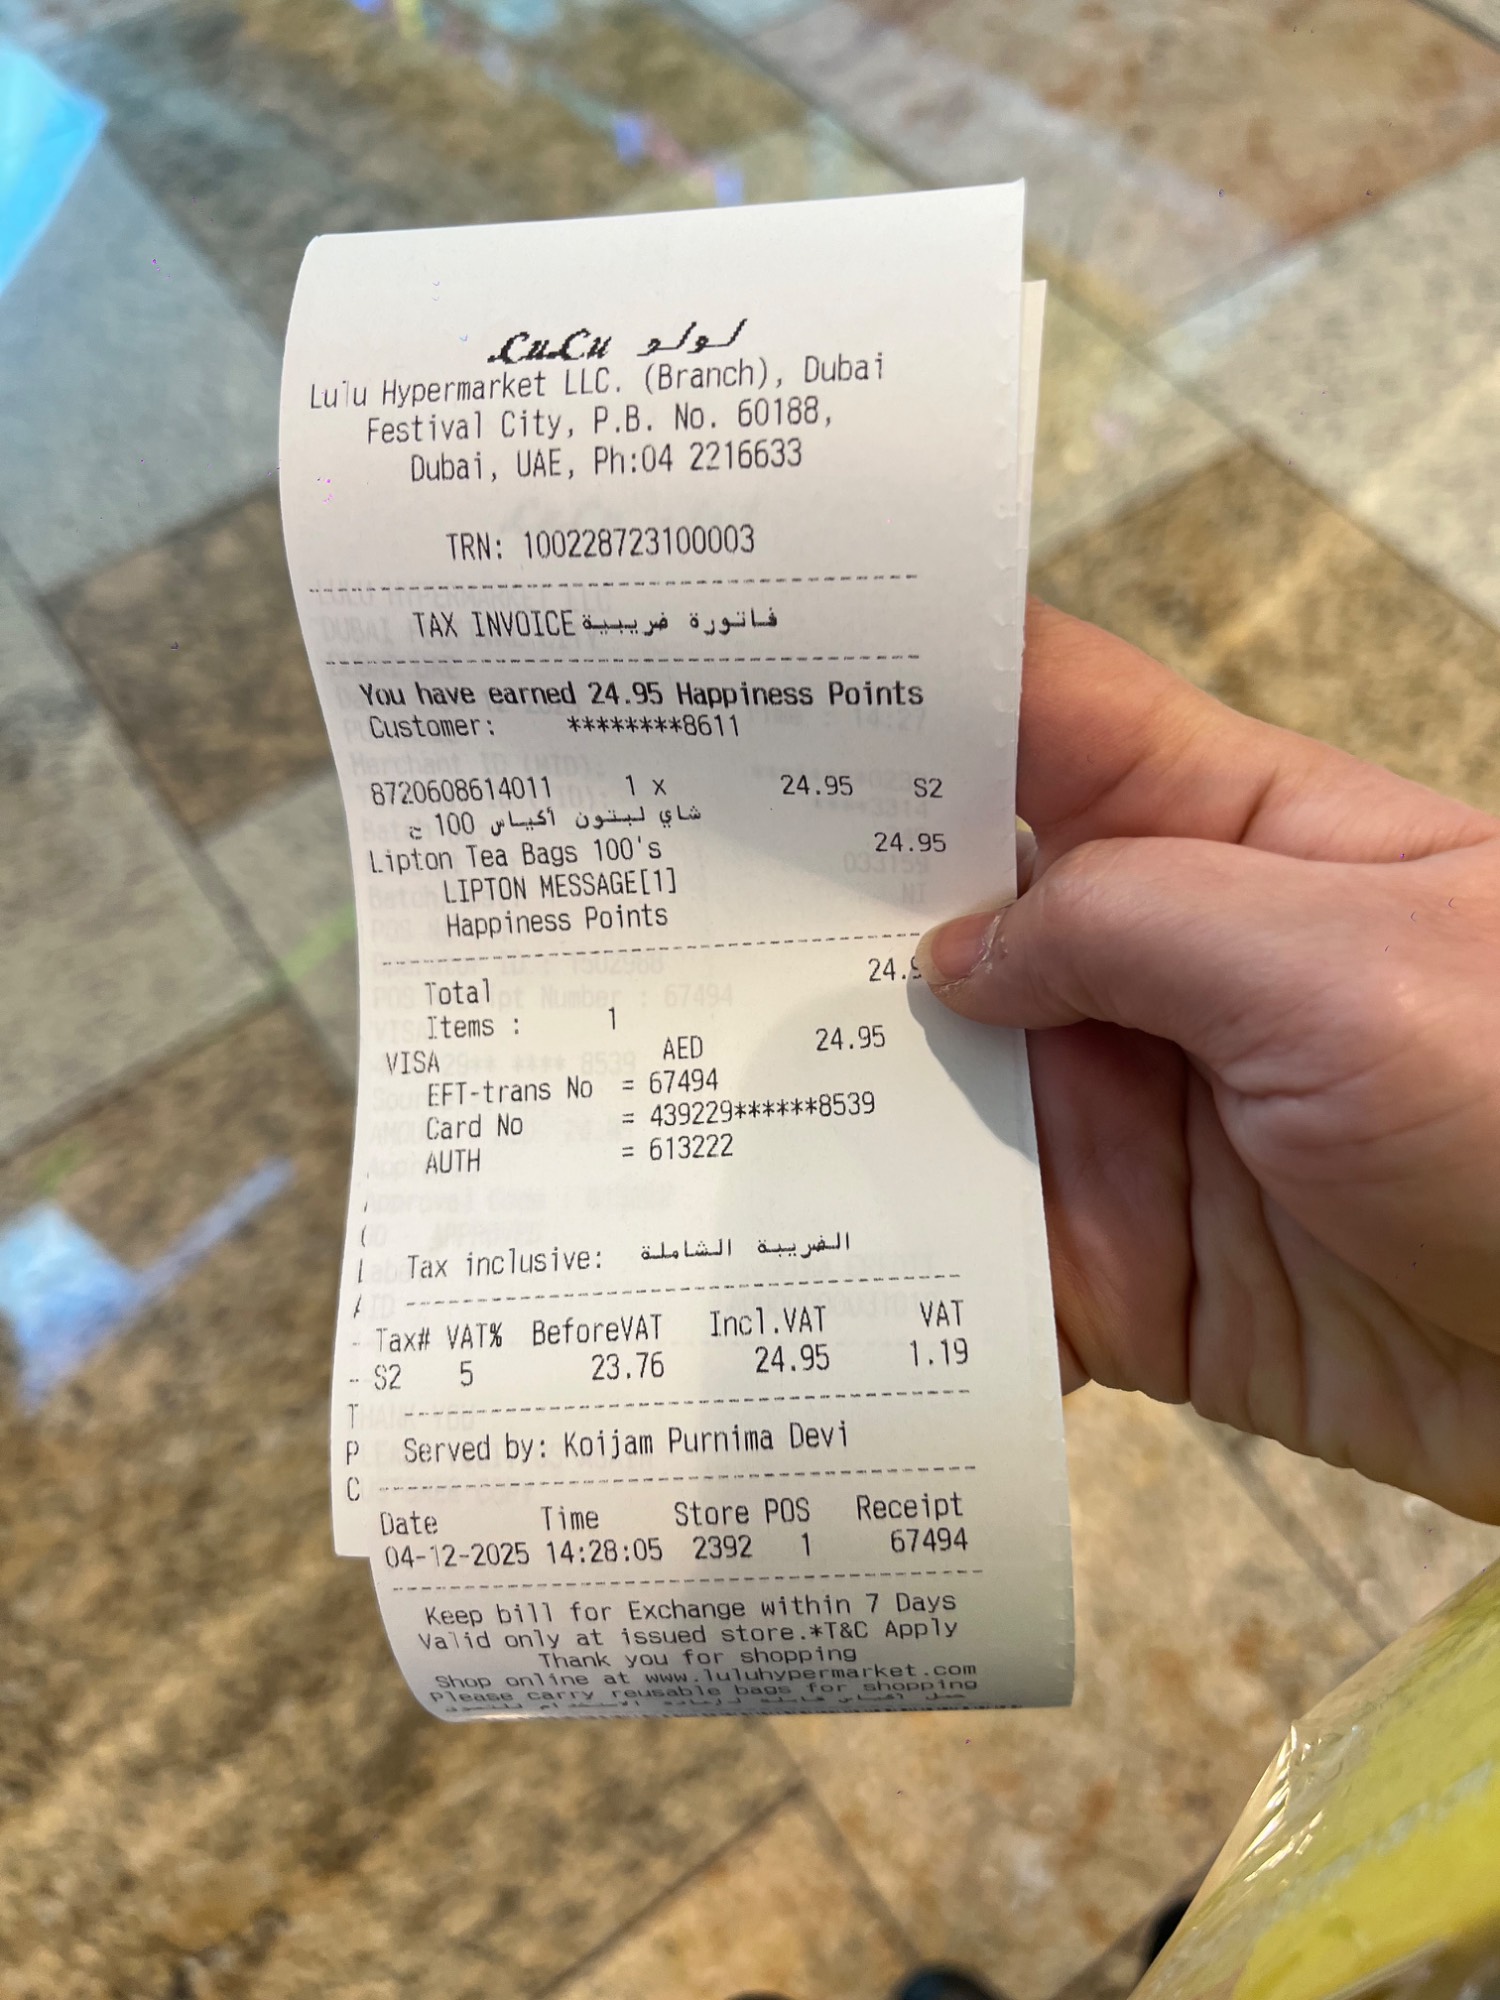 LuLu لولو
Lulu Hypermarket LLC. (Branch), Dubai
Festival City, P.B. No. 60188,
Dubai, UAE, Ph:04 2216633
TRN: 100228723100003
TAX INVOICE فاتورة ضريبية
You have earned 24.95 Happiness Points
Customer: ********8611
8720608614011 1 x 24.95 S2
شاي لبتون أكياس 100 ح
Lipton Tea Bags 100's 24.95
LIPTON MESSAGE[1]
Happiness Points
Total 24.9
Items : 1
VISA AED 24.95
EFT-trans No = 67494
Card No = 439229******8539
AUTH = 613222
Tax inclusive: الضريبة الشاملة
Tax# VAT% BeforeVAT Incl.VAT VAT
S2 5 23.76 24.95 1.19
Served by: Koijam Purnima Devi
Date Time Store POS Receipt
04-12-2025 14:28:05 2392 1 67494
Keep bill for Exchange within 7 Days
Valid only at issued store.*T&C Apply
Thank you for shopping
Shop online at www.luluhypermarket.com
Please carry reusable bags for shopping